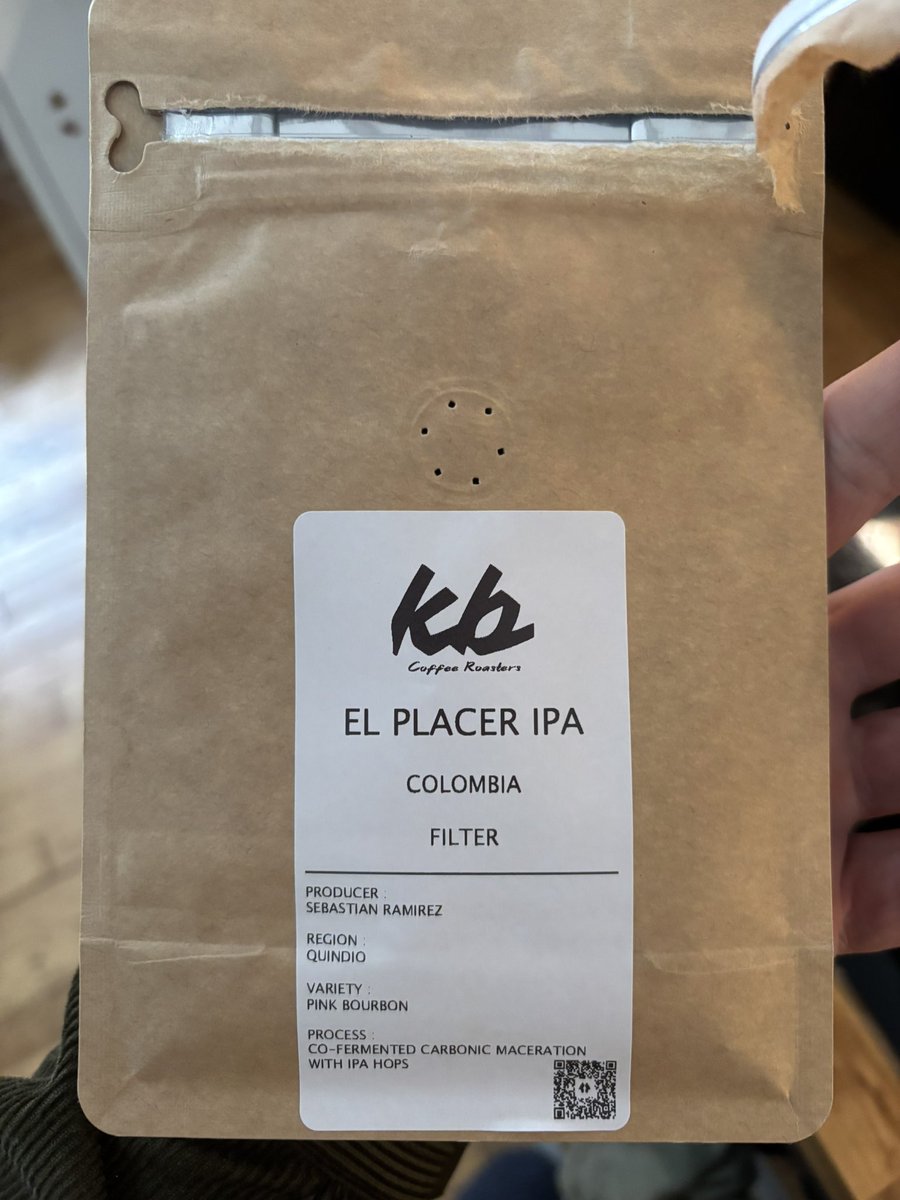 kb
Coffee Roasters
EL PLACER IPA
COLOMBIA
FILTER
PRODUCER :
SEBASTIAN RAMIREZ
REGION :
QUINDIO
VARIETY :
PINK BOURBON
PROCESS :
CO-FERMENTED CARBONIC MACERATION
WITH IPA HOPS